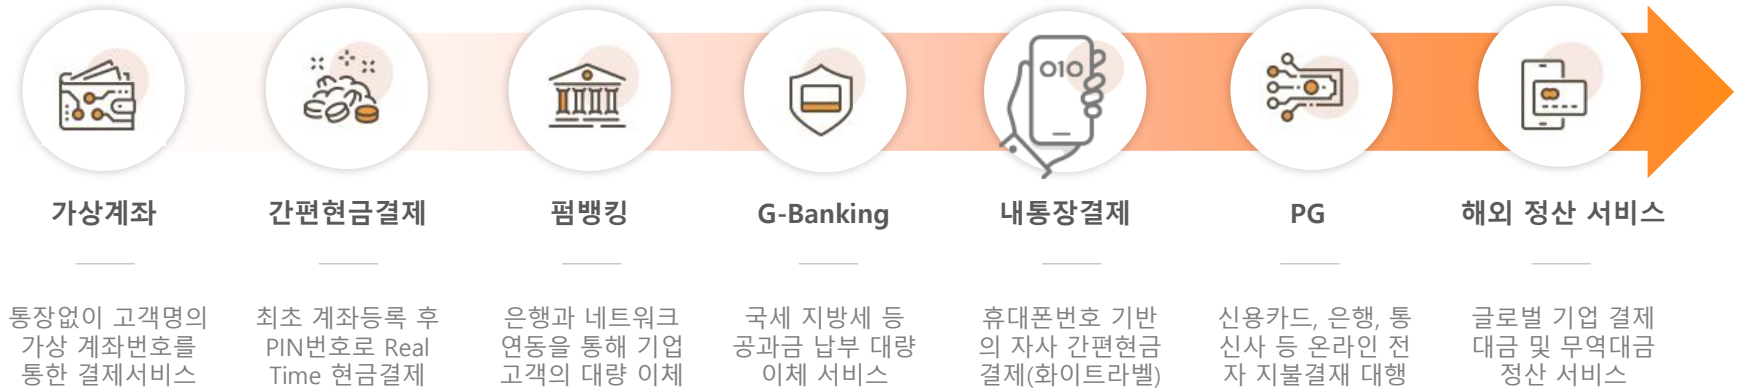 010
가상계좌
통장없이 고객명의
가상 계좌번호를
통한 결제서비스
간편현금결제
최초 계좌등록 후
PIN번호로 Real
Time 현금결제
펌뱅킹
은행과 네트워크
연동을 통해 기업
고객의 대량 이체
G-Banking
국세 지방세 등
공과금 납부 대량
이체 서비스
내통장결제
휴대폰번호 기반
의 자사 간편현금
결제(화이트라벨)
PG
신용카드, 은행, 통
신사 등 온라인 전
자 지불결재 대행
해외 정산 서비스
글로벌 기업 결제
대금 및 무역대금
정산 서비스